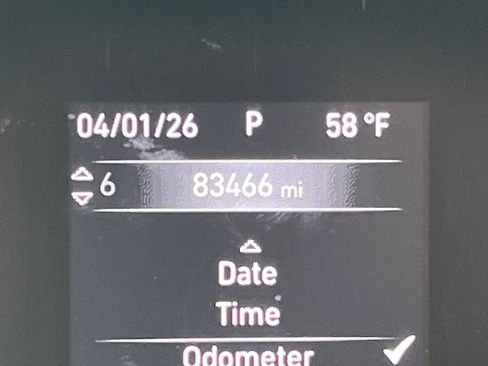 04/01/26 P 58 °F
6 83466 mi
Date
Time
Odometer